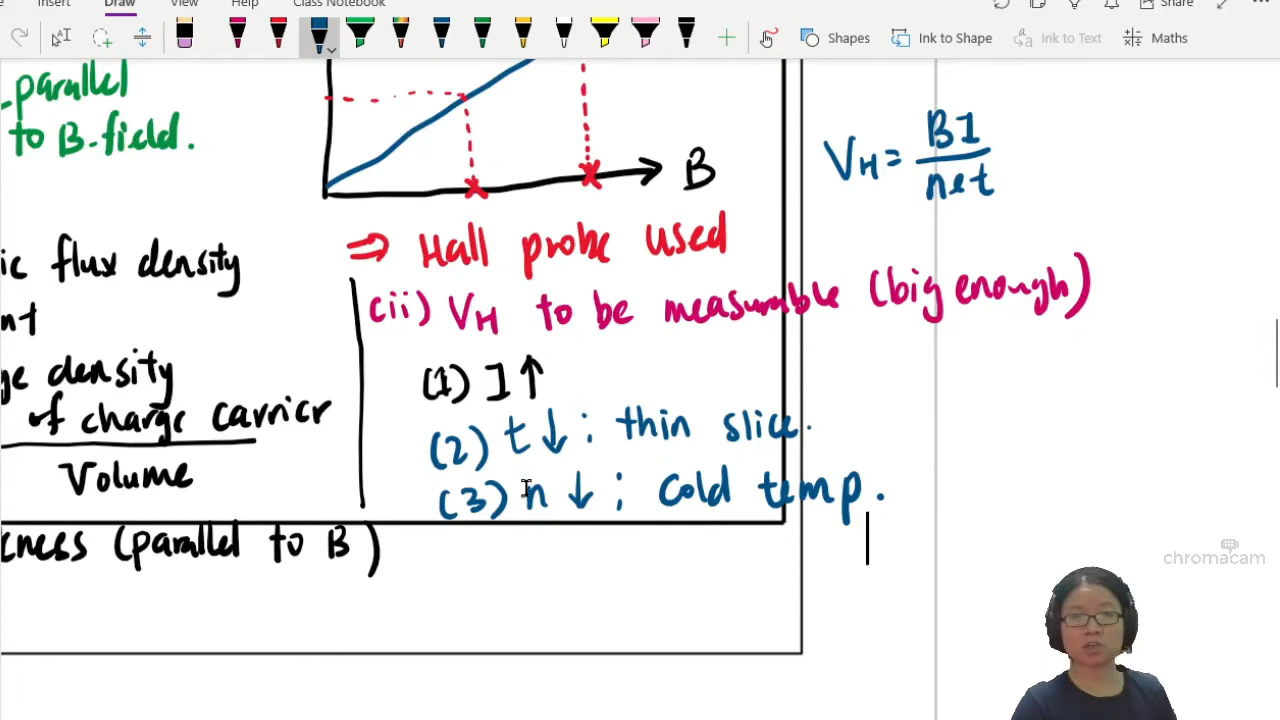 Insert Draw View Help Class Notebook Share
Shapes Ink to Shape Ink to Text Maths
-parallel
to B-field.
B
VH = BI
net
⇒ Hall probe used
ic flux density
(ii) VH to be measurable (big enough)
nt
(1) I ↑
ge density
of charge carrier
(2) t ↓ ; thin slice.
Volume
(3) n ↓ ; cold temp.
kness (parallel to B)
chromacam